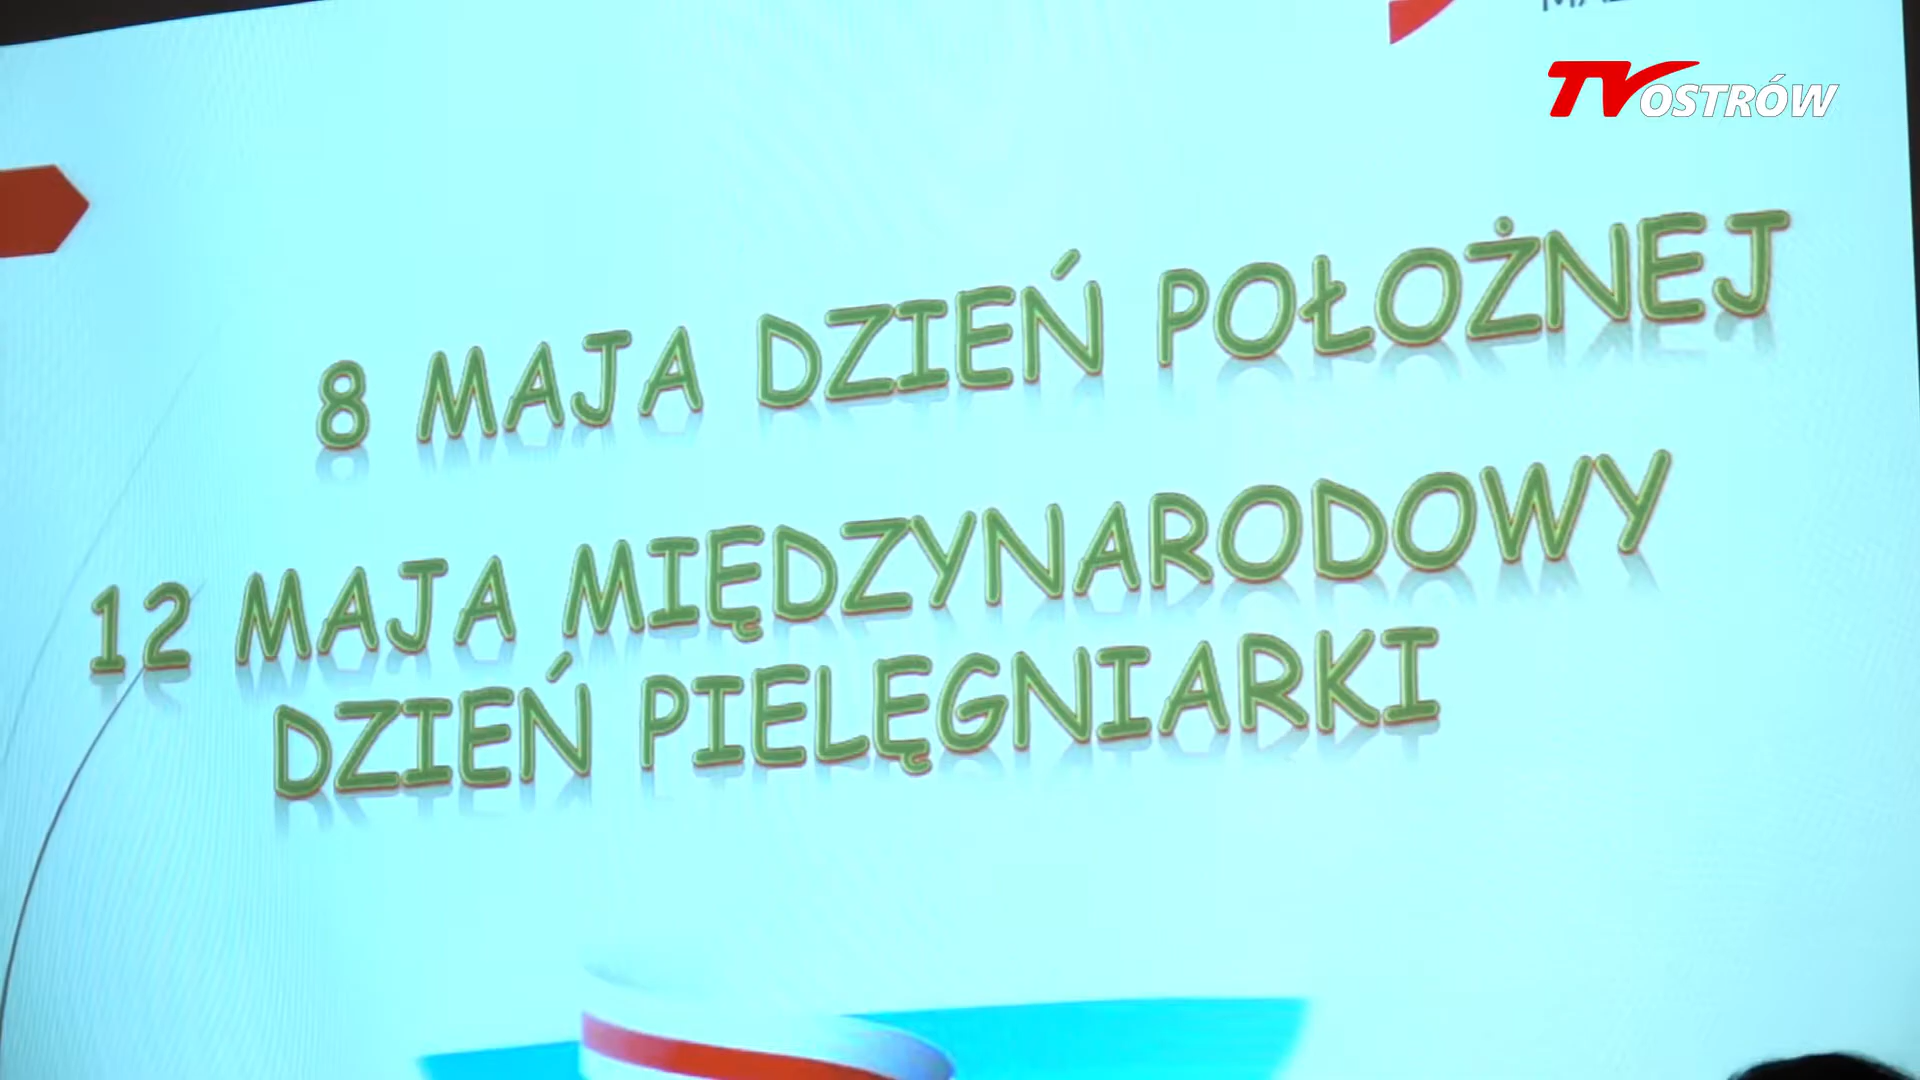 TVOSTRÓW
8 MAJA DZIEŃ POŁOŻNEJ
12 MAJA MIĘDZYNARODOWY
DZIEŃ PIELĘGNIARKI